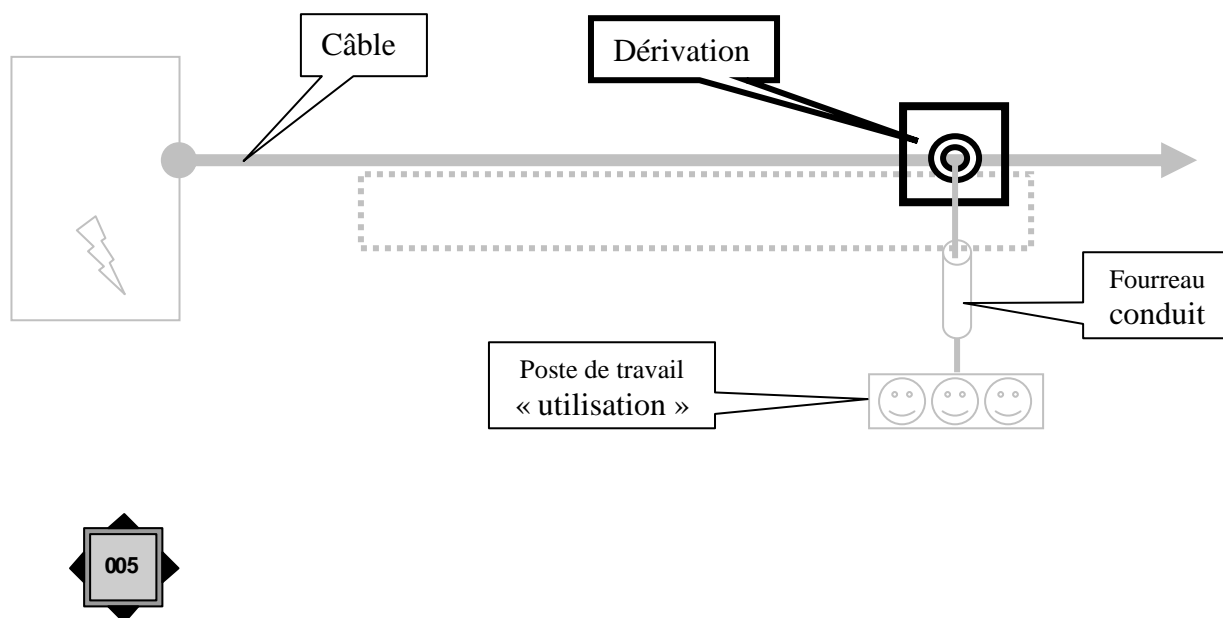 Câble
Dérivation
Fourreau
conduit
Poste de travail
« utilisation »
005